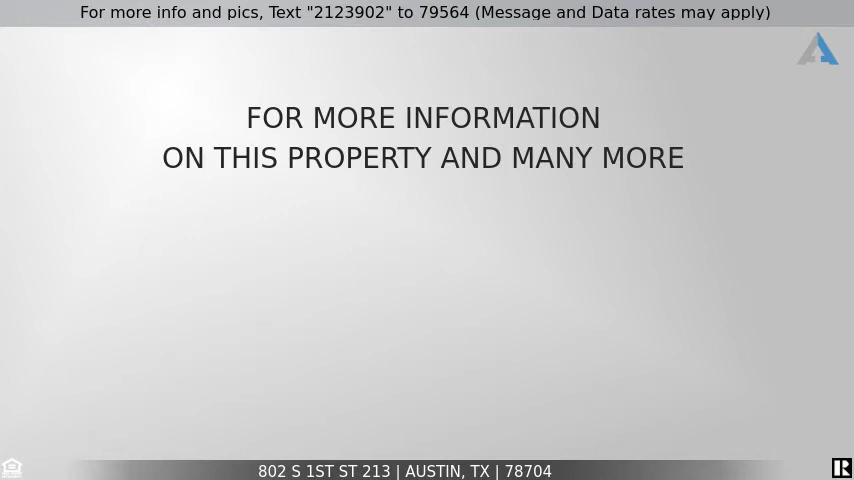 For more info and pics, Text "2123902" to 79564 (Message and Data rates may apply)
FOR MORE INFORMATION
ON THIS PROPERTY AND MANY MORE
802 S 1ST ST 213 | AUSTIN, TX | 78704